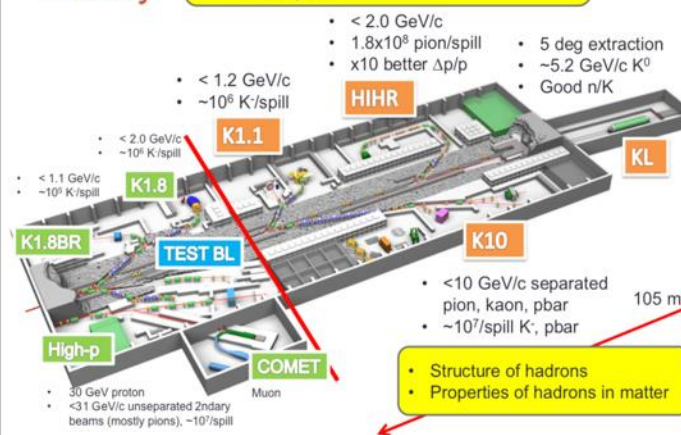 • < 2.0 GeV/c
• 1.8x10⁸ pion/spill
• x10 better Δp/p
• 5 deg extraction
• ~5.2 GeV/c K⁰
• Good n/K
• < 1.2 GeV/c
• ~10⁶ K⁻/spill
HIHR
K1.1
KL
• < 2.0 GeV/c
• ~10⁶ K⁻/spill
• < 1.1 GeV/c
• ~10⁵ K⁻/spill
K1.8
K1.8BR
TEST BL
K10
• <10 GeV/c separated
pion, kaon, pbar
• ~10⁷/spill K⁻, pbar
105 m
High-p
COMET
• 30 GeV proton
• <31 GeV/c unseparated 2ndary
beams (mostly pions), ~10⁷/spill
Muon
• Structure of hadrons
• Properties of hadrons in matter